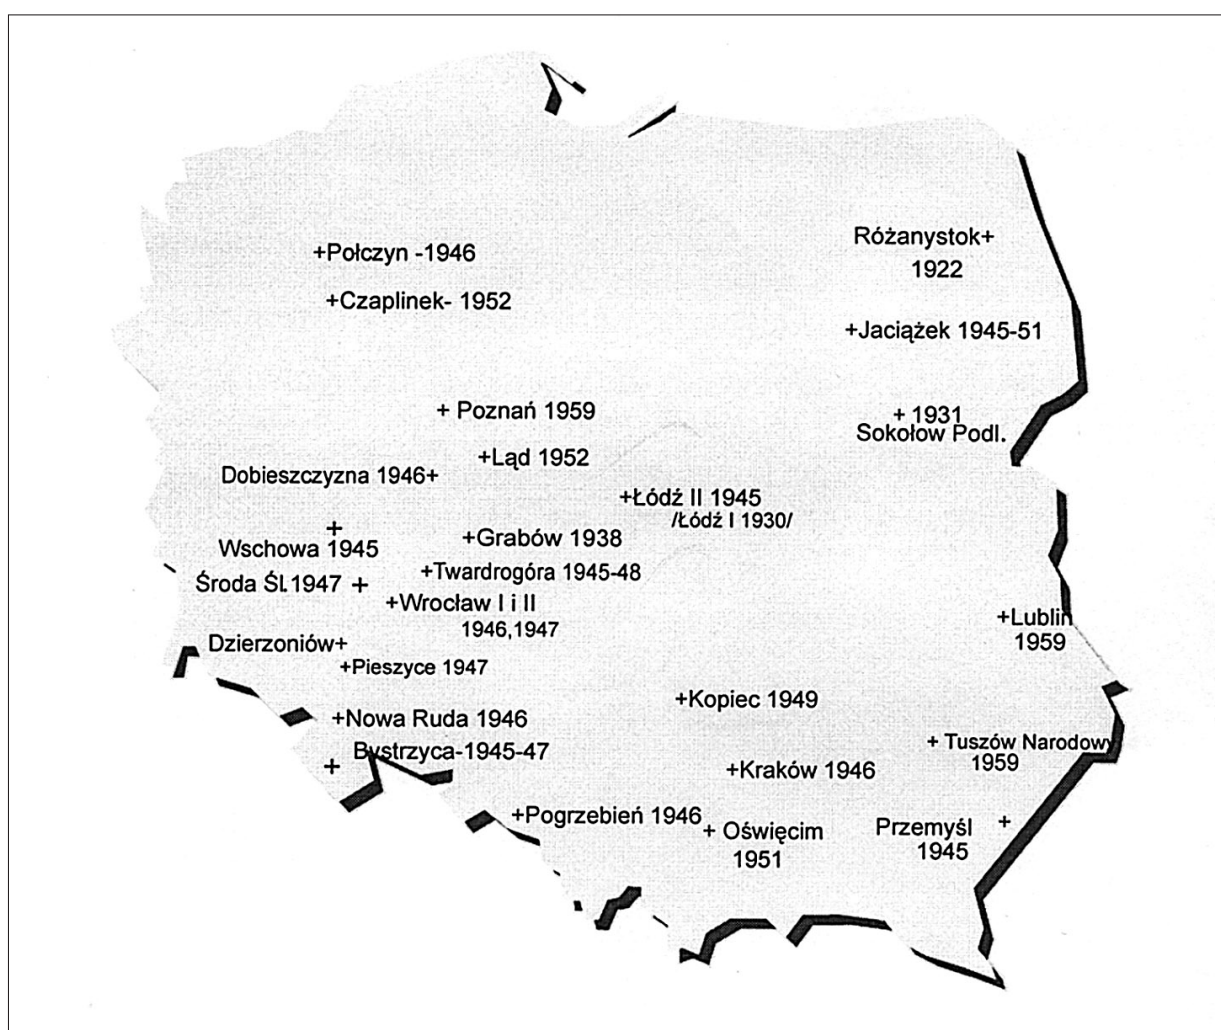 +Połczyn -1946
Różanystok+
1922
+Czaplinek- 1952
+Jaciążek 1945-51
+ Poznań 1959
+ 1931
Sokołow Podl.
+Ląd 1952
Dobieszczyzna 1946+
+Łódź II 1945
/Łódź I 1930/
+
Wschowa 1945
+Grabów 1938
+Twardrogóra 1945-48
Środa Śl.1947 +
+Wrocław I i II
1946,1947
+Lublin
1959
Dzierzoniów+
+Pieszyce 1947
+Kopiec 1949
+Nowa Ruda 1946
Bystrzyca-1945-47
+
+ Tuszów Narodowy
1959
+Kraków 1946
+Pogrzebień 1946
+ Oświęcim
1951
Przemyśl +
1945